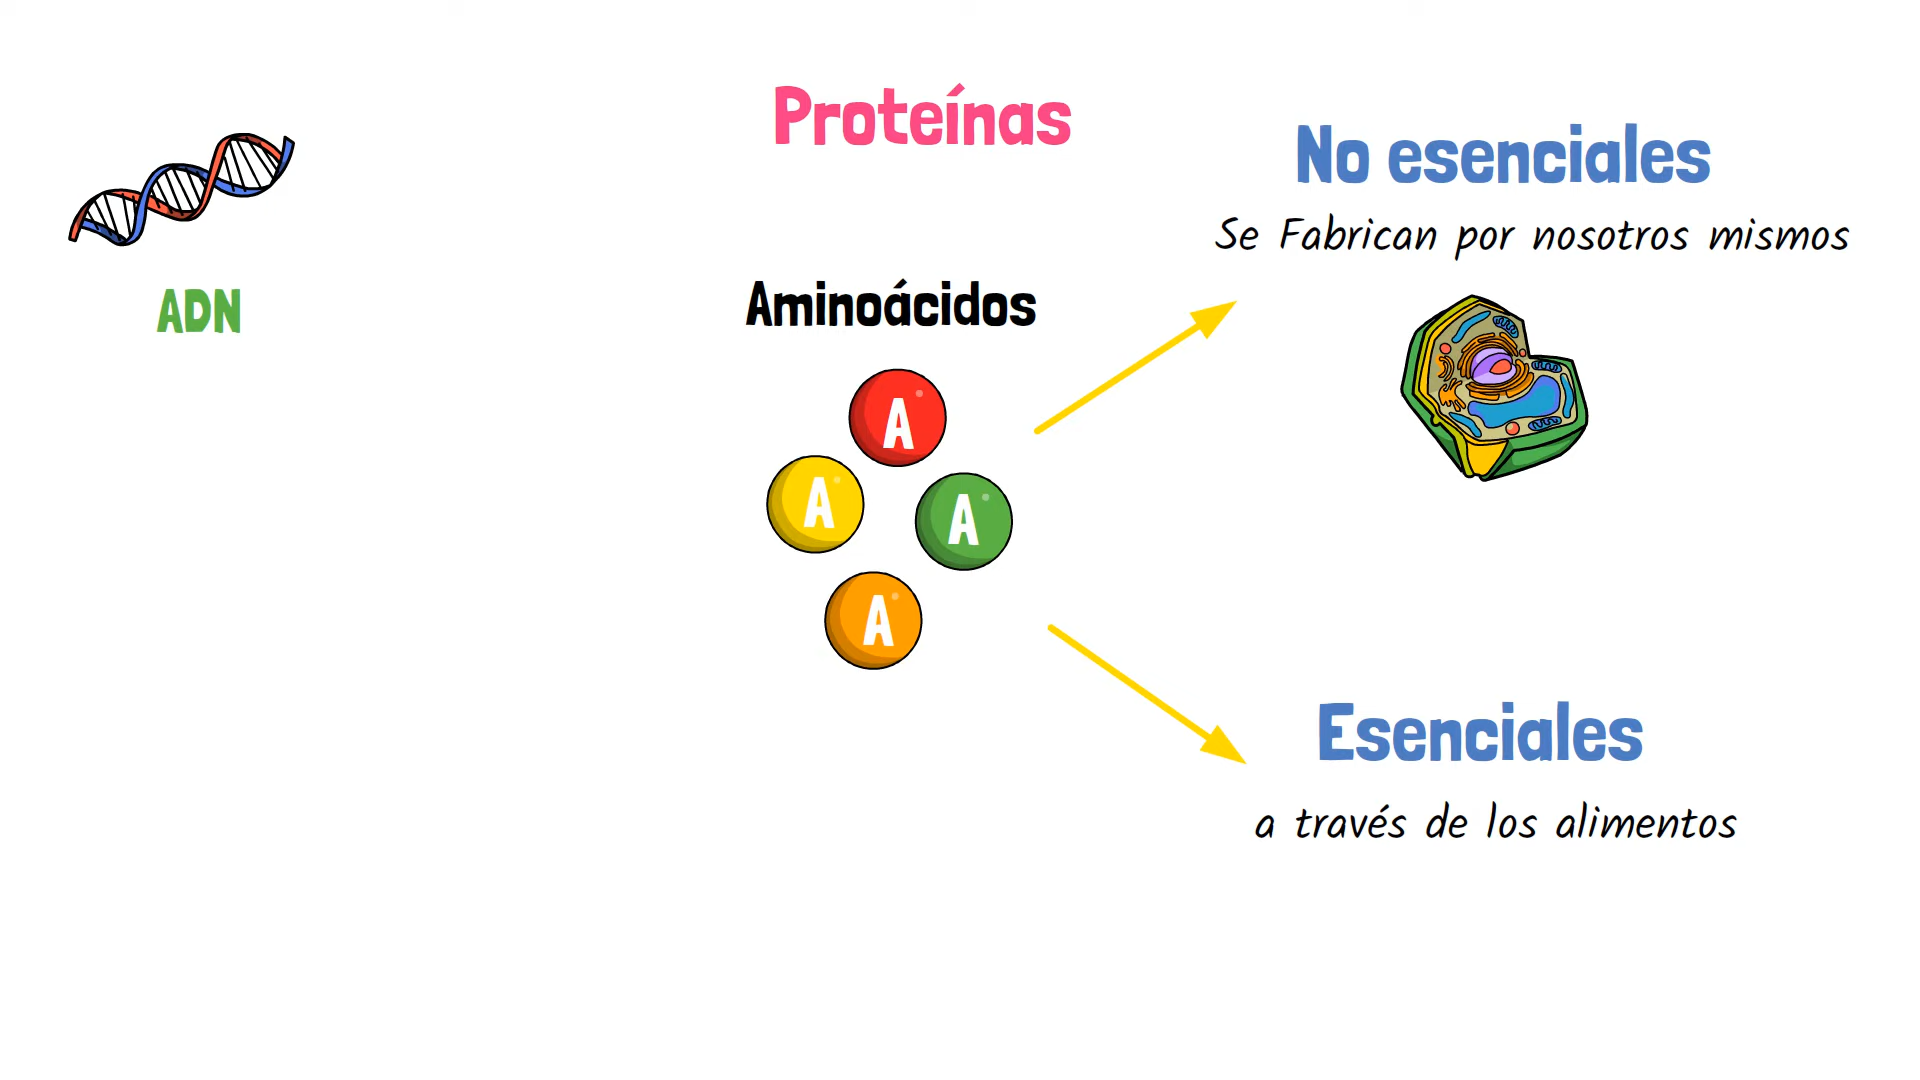 Proteínas
No esenciales
Se Fabrican por nosotros mismos
ADN
Aminoácidos
A
A
A
A
Esenciales
a través de los alimentos